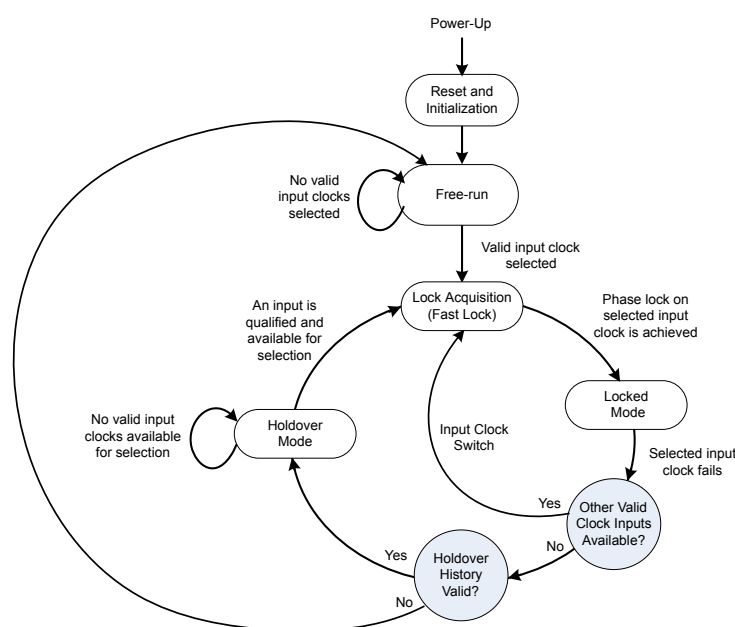 Power-Up
Reset and
Initialization
No valid
input clocks
selected
Free-run
Valid input clock
selected
An input is
qualified and
available for
selection
Lock Acquisition
(Fast Lock)
Phase lock on
selected input
clock is achieved
No valid input
clocks available
for selection
Holdover
Mode
Input Clock
Switch
Locked
Mode
Selected input
clock fails
Yes
Other Valid
Clock Inputs
Available?
No
Yes
Holdover
History
Valid?
No